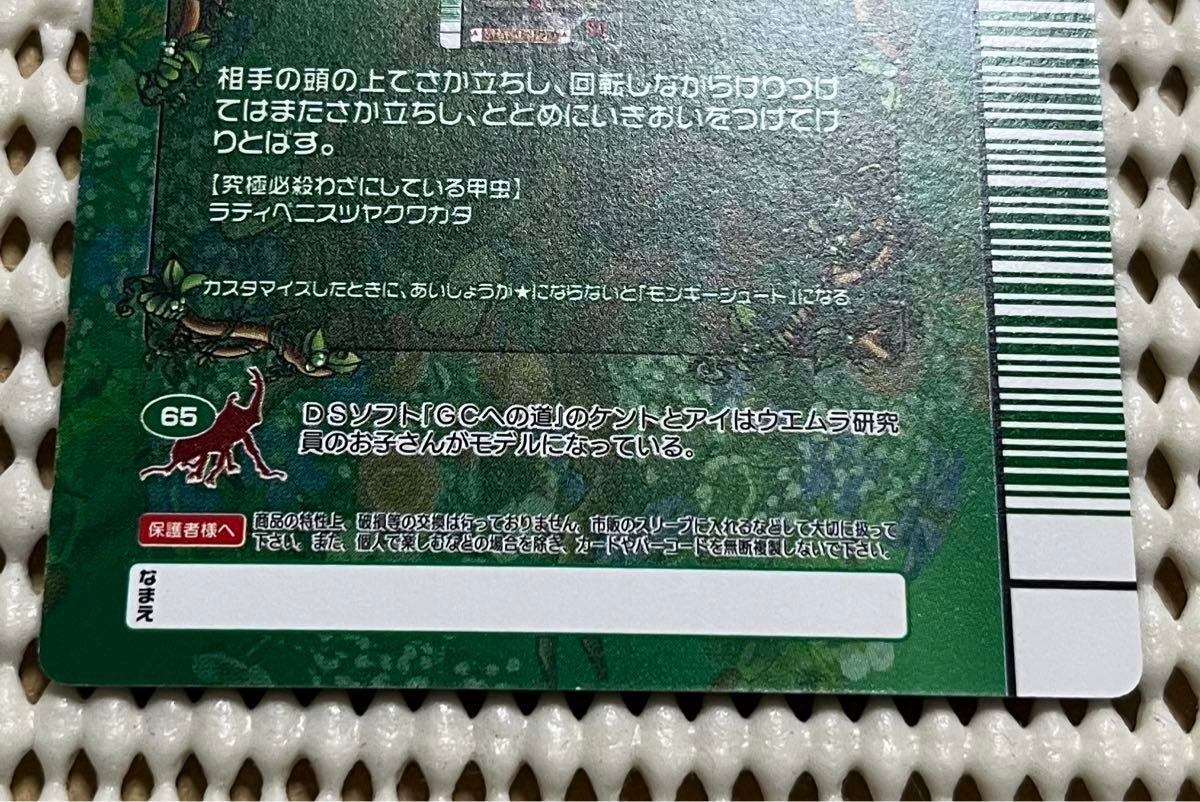 相手の頭の上でさか立ちし、回転しながらけりつけ
てはまたさか立ちし、とどめにいきおいをつけてけ
りとばす。
【究極必殺わざにしている甲虫】
ラティペニスツヤクワガタ
カスタマイズしたときに、あいしょうが★にならないと「モンキーシュート」になる
65
DSソフト『GCへの道』のケントとアイはウエムラ研究
員のお子さんがモデルになっている。
保護者様へ
商品の特性上、破損等の交換は行っておりません。市販のスリーブに入れるなどして大切に扱って
下さい。また、個人で楽しむなどの場合を除き、カードやバーコードを無断複製しないで下さい。
なまえ